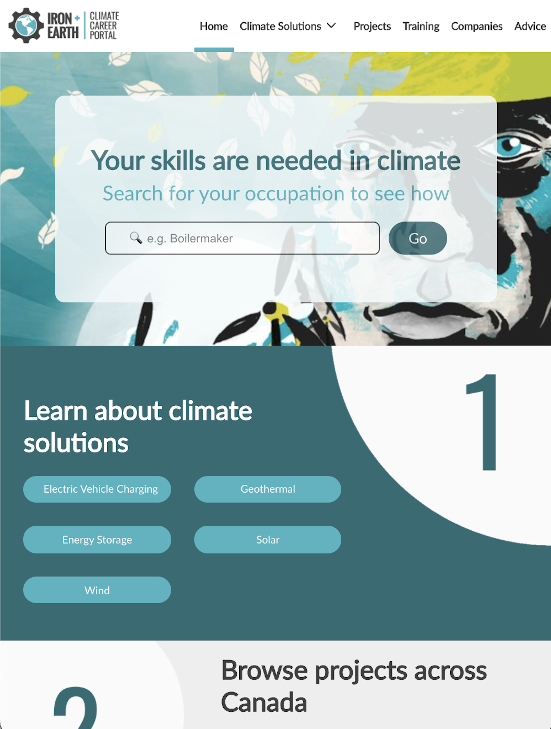 IRON + EARTH
CLIMATE CAREER PORTAL
Home
Climate Solutions
Projects
Training
Companies
Advice
Your skills are needed in climate
Search for your occupation to see how
e.g. Boilermaker
Go
1
Learn about climate
solutions
Electric Vehicle Charging
Geothermal
Energy Storage
Solar
Wind
2
Browse projects across
Canada